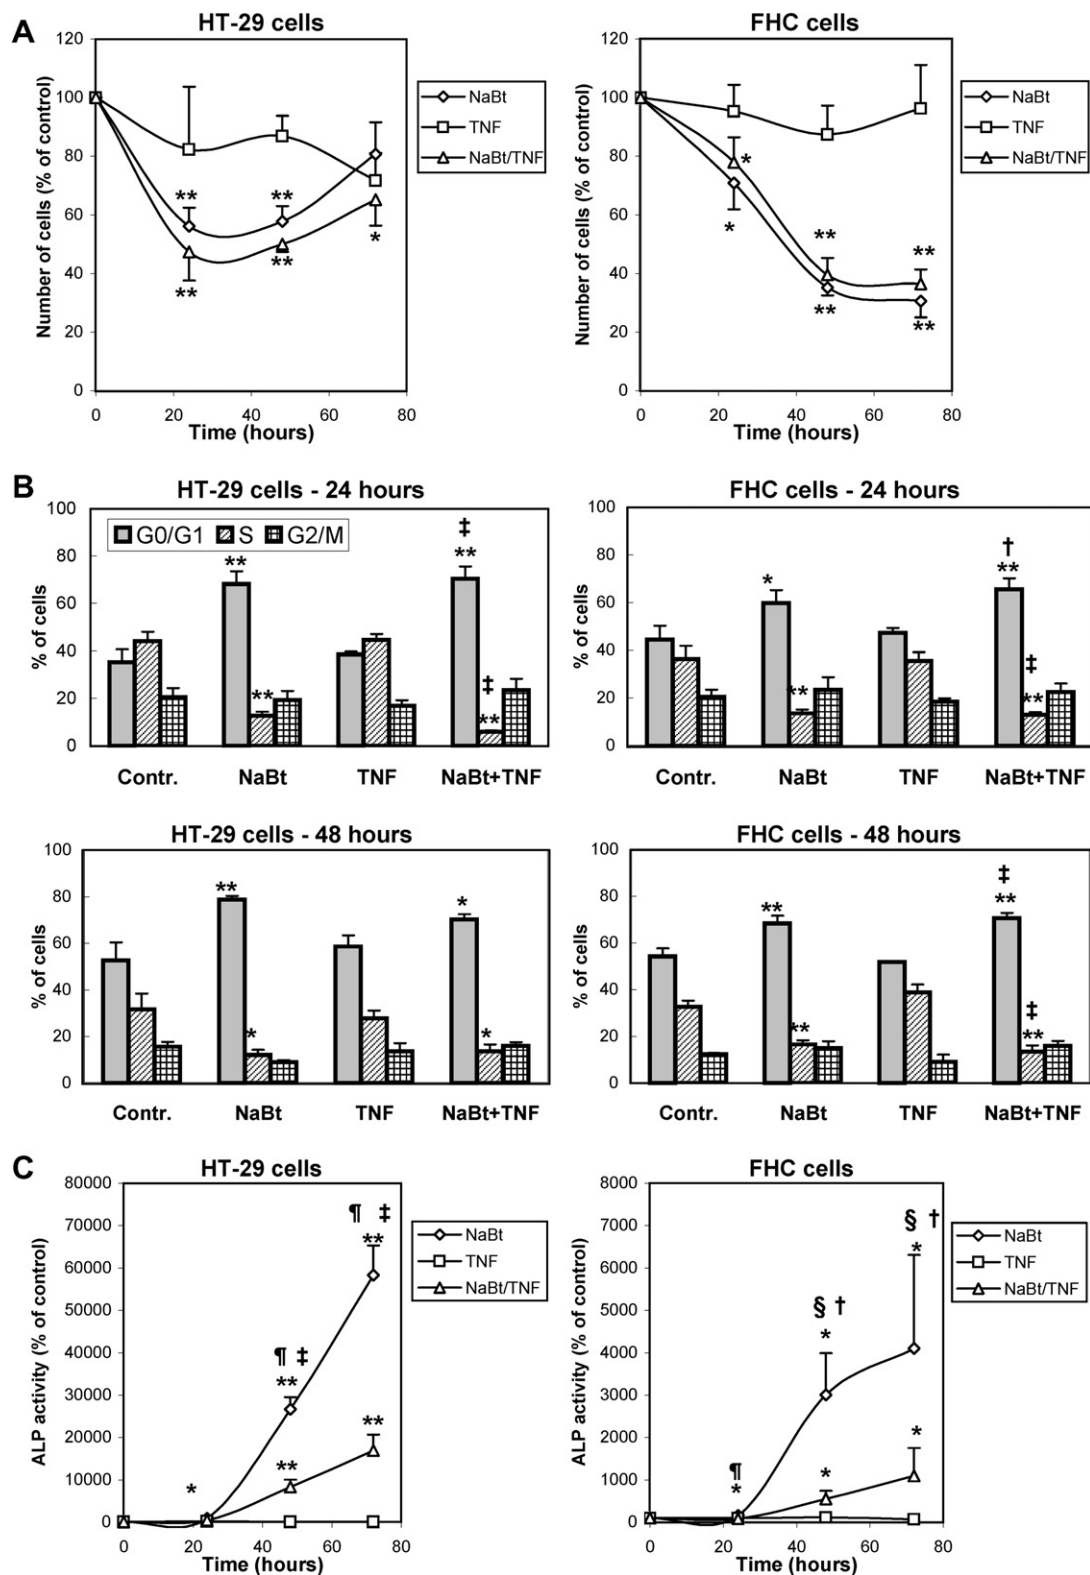 A
HT-29 cells
FHC cells
Number of cells (% of control)
120
100
80
60
40
20
0
** ** ** ** *
0 20 40 60 80
Time (hours)
NaBt
TNF
NaBt/TNF
Number of cells (% of control)
120
100
80
60
40
20
0
* * ** ** ** **
0 20 40 60 80
Time (hours)
NaBt
TNF
NaBt/TNF
B
HT-29 cells - 24 hours
% of cells
100
80
60
40
20
0
G0/G1 S G2/M
** ** ‡ ** ‡ **
Contr. NaBt TNF NaBt+TNF
FHC cells - 24 hours
% of cells
100
80
60
40
20
0
* ** † ** ‡ **
Contr. NaBt TNF NaBt+TNF
HT-29 cells - 48 hours
% of cells
100
80
60
40
20
0
** * * *
Contr. NaBt TNF NaBt+TNF
FHC cells - 48 hours
% of cells
100
80
60
40
20
0
** ** ‡ ** ‡ **
Contr. NaBt TNF NaBt+TNF
C
HT-29 cells
ALP activity (% of control)
80000
70000
60000
50000
40000
30000
20000
10000
0
¶ ‡
**
¶ ‡
**
**
**
*
0 20 40 60 80
Time (hours)
NaBt
TNF
NaBt/TNF
FHC cells
ALP activity (% of control)
8000
7000
6000
5000
4000
3000
2000
1000
0
§ †
*
§ †
*
*
*
¶
*
0 20 40 60 80
Time (hours)
NaBt
TNF
NaBt/TNF